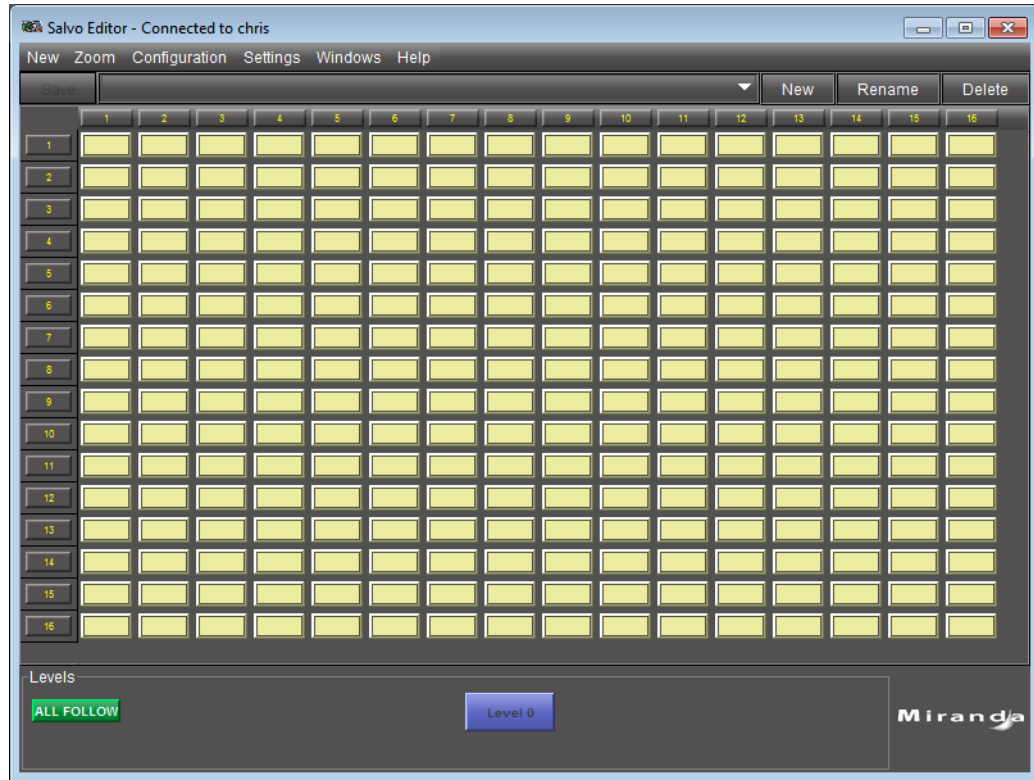 Salvo Editor - Connected to chris
New Zoom Configuration Settings Windows Help
Save New Rename Delete
1 2 3 4 5 6 7 8 9 10 11 12 13 14 15 16
1
2
3
4
5
6
7
8
9
10
11
12
13
14
15
16
Levels
ALL FOLLOW Level 0
Miranda